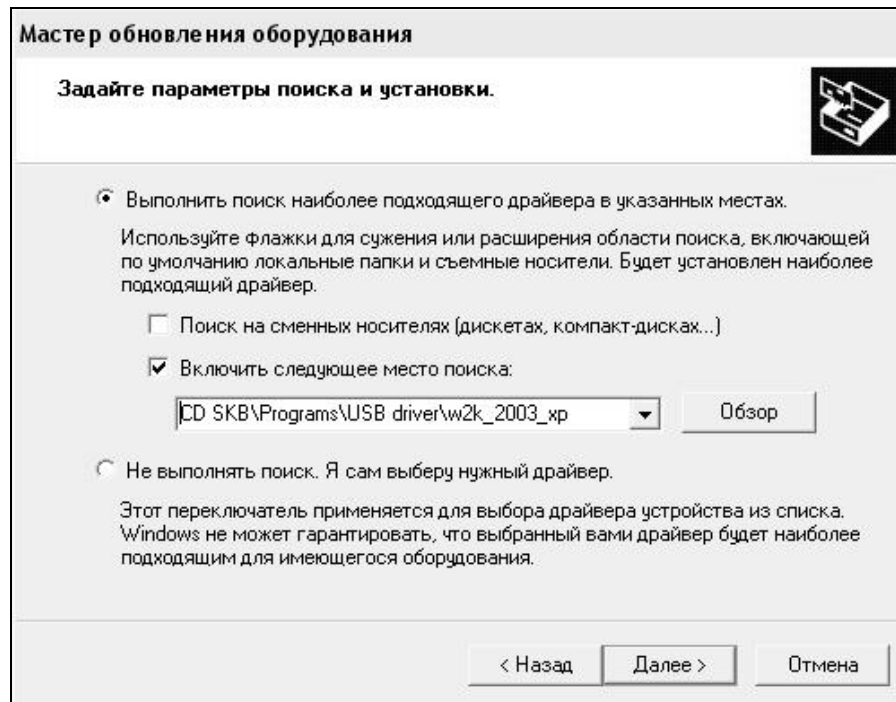 Мастер обновления оборудования
Задайте параметры поиска и установки.
Выполнить поиск наиболее подходящего драйвера в указанных местах.
Используйте флажки для сужения или расширения области поиска, включающей
по умолчанию локальные папки и съемные носители. Будет установлен наиболее
подходящий драйвер.
Поиск на сменных носителях (дискетах, компакт-дисках...)
Включить следующее место поиска:
CD SKB\Programs\USB driver\w2k_2003_xp
Обзор
Не выполнять поиск. Я сам выберу нужный драйвер.
Этот переключатель применяется для выбора драйвера устройства из списка.
Windows не может гарантировать, что выбранный вами драйвер будет наиболее
подходящим для имеющегося оборудования.
< Назад
Далее >
Отмена